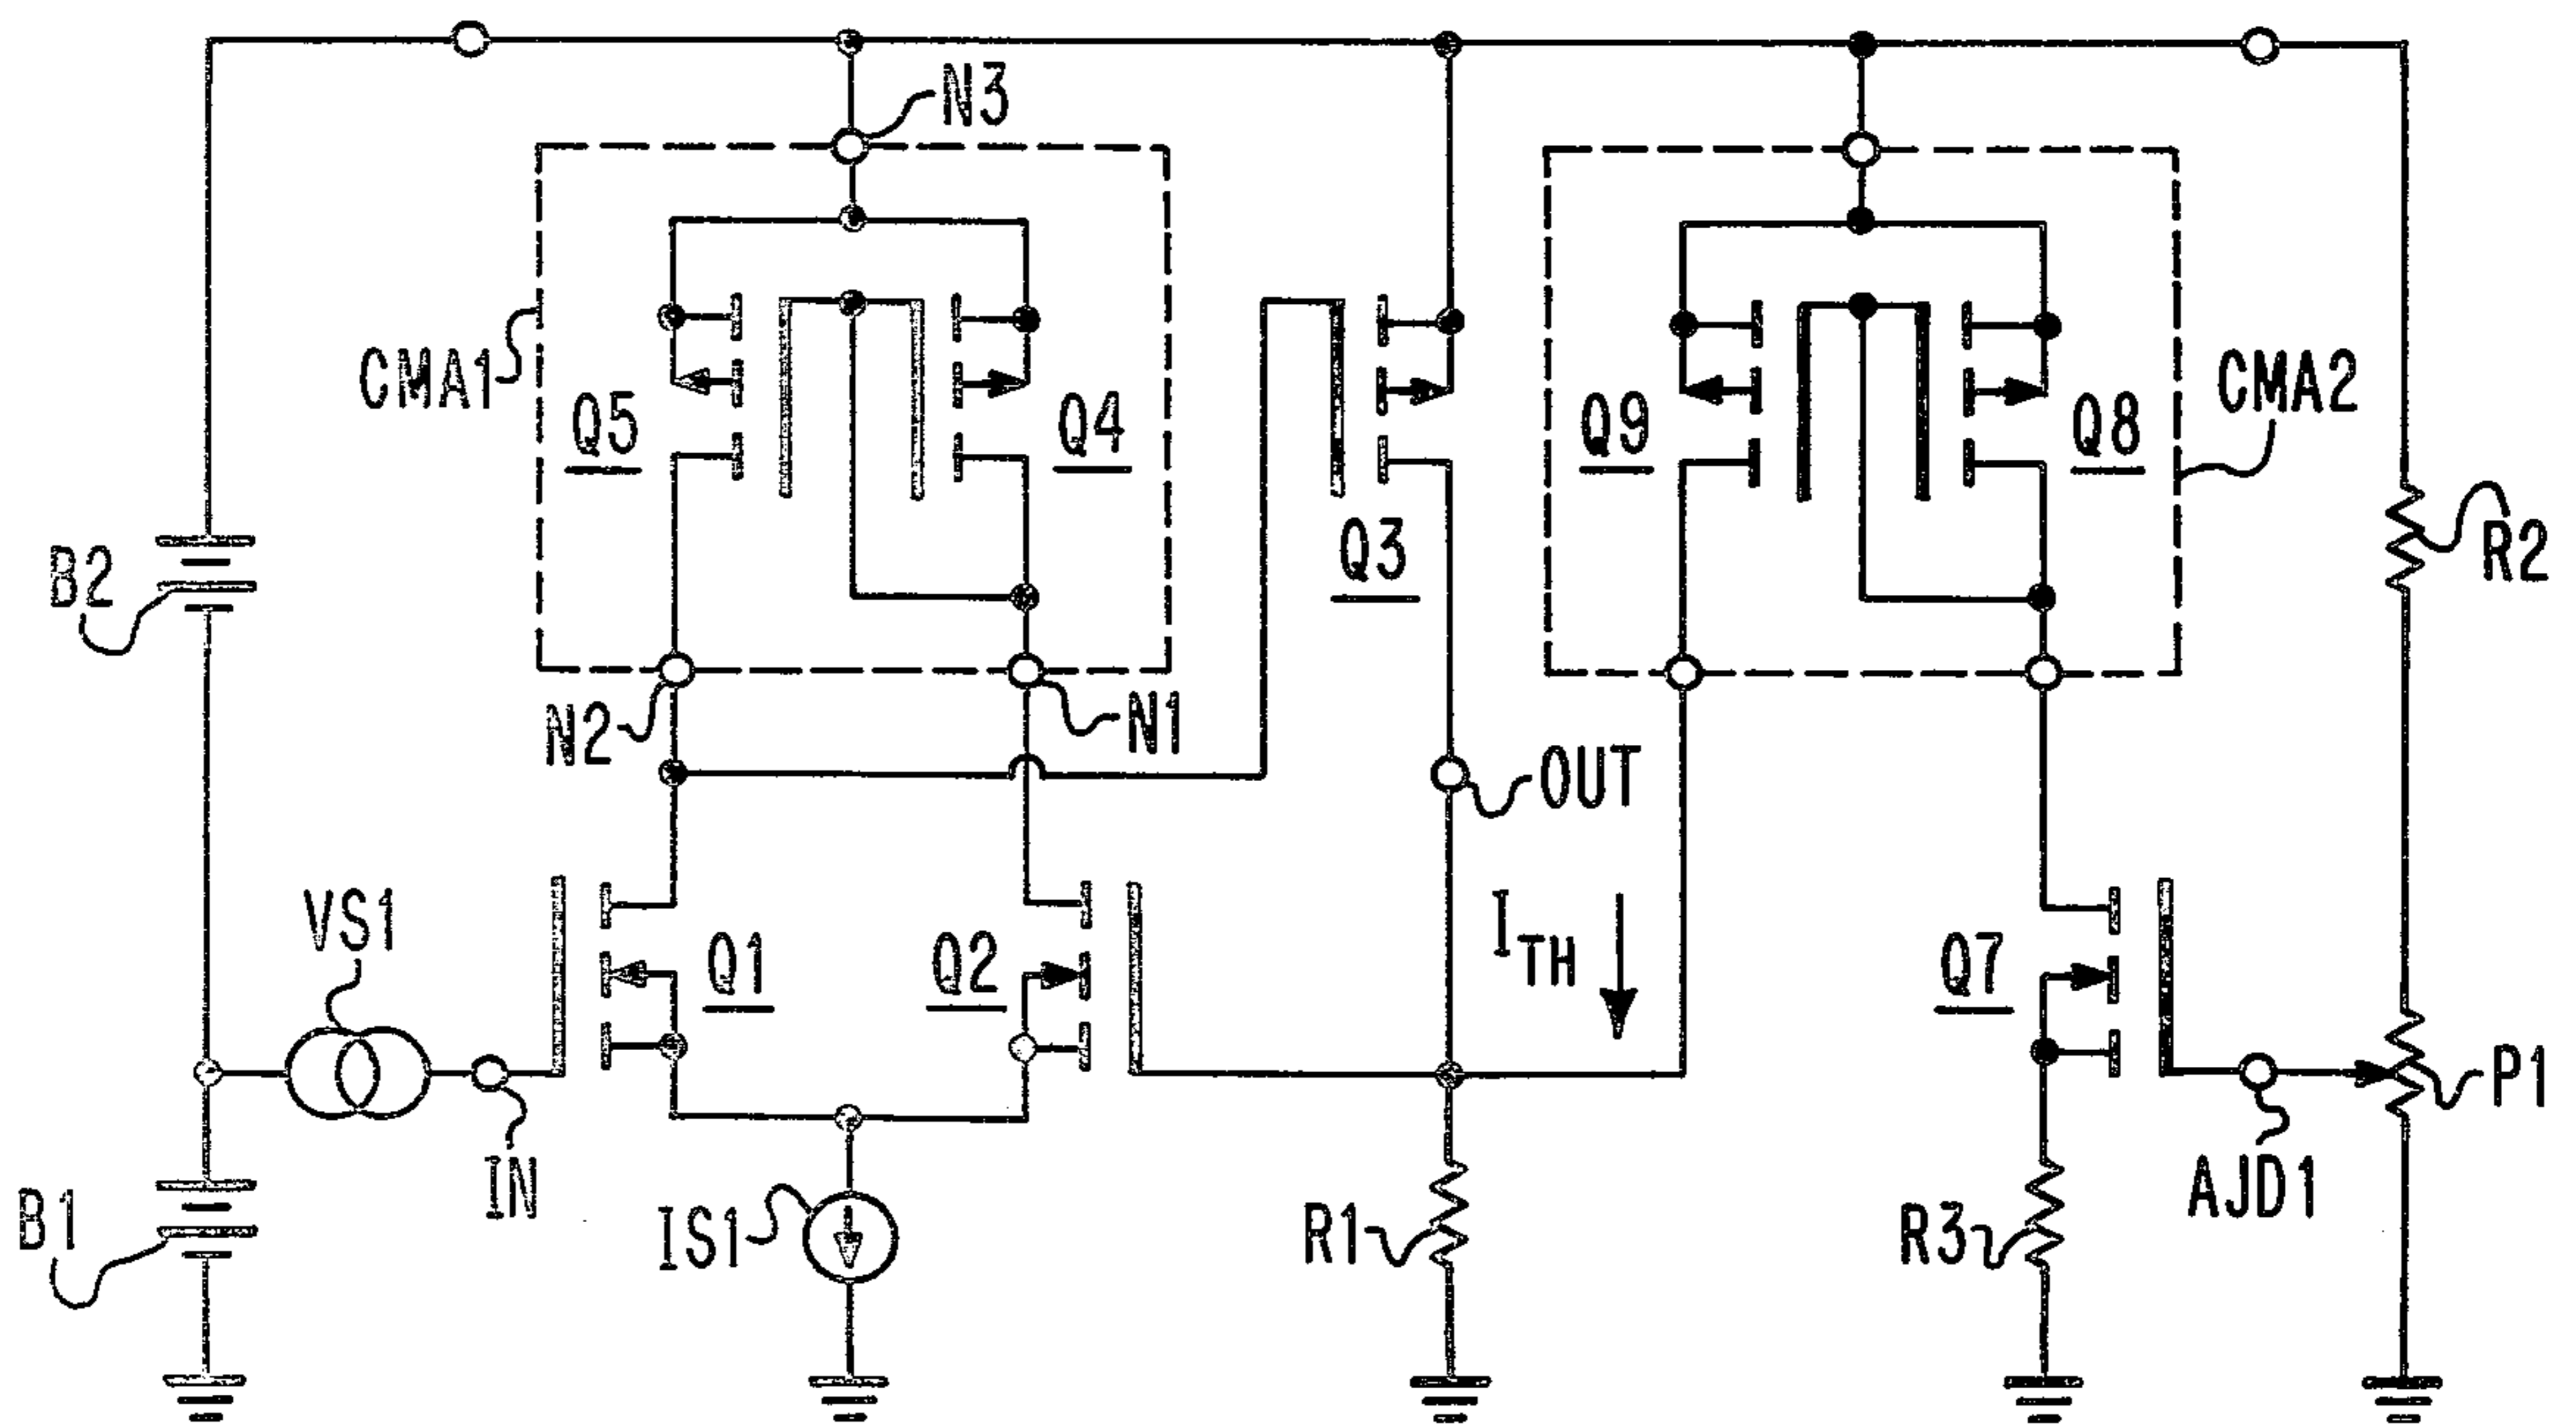 N3
CMA1
Q5
Q4
Q3
Q9
Q8
CMA2
B2
R2
N2
N1
OUT
VS1
Q1
Q2
ITH
Q7
P1
IN
AJD1
B1
IS1
R1
R3